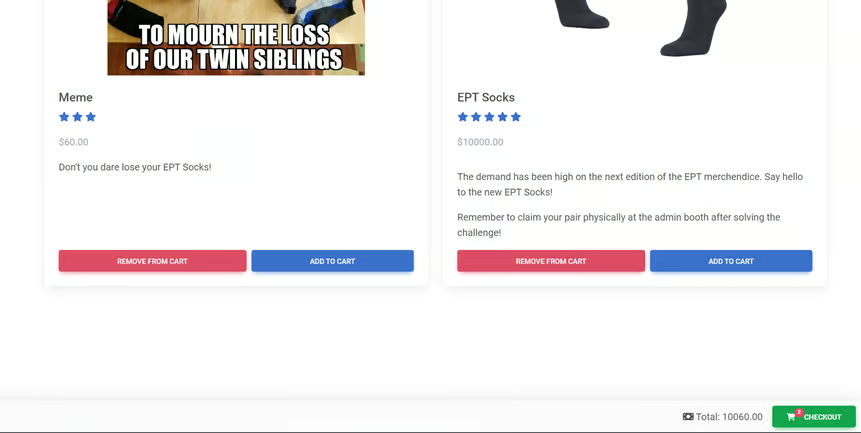 TO MOURN THE LOSS
OF OUR TWIN SIBLINGS
Meme
$60.00
Don't you dare lose your EPT Socks!
REMOVE FROM CART
ADD TO CART
EPT Socks
$10000.00
The demand has been high on the next edition of the EPT merchendice. Say hello
to the new EPT Socks!
Remember to claim your pair physically at the admin booth after solving the
challenge!
REMOVE FROM CART
ADD TO CART
Total: 10060.00
2
CHECKOUT